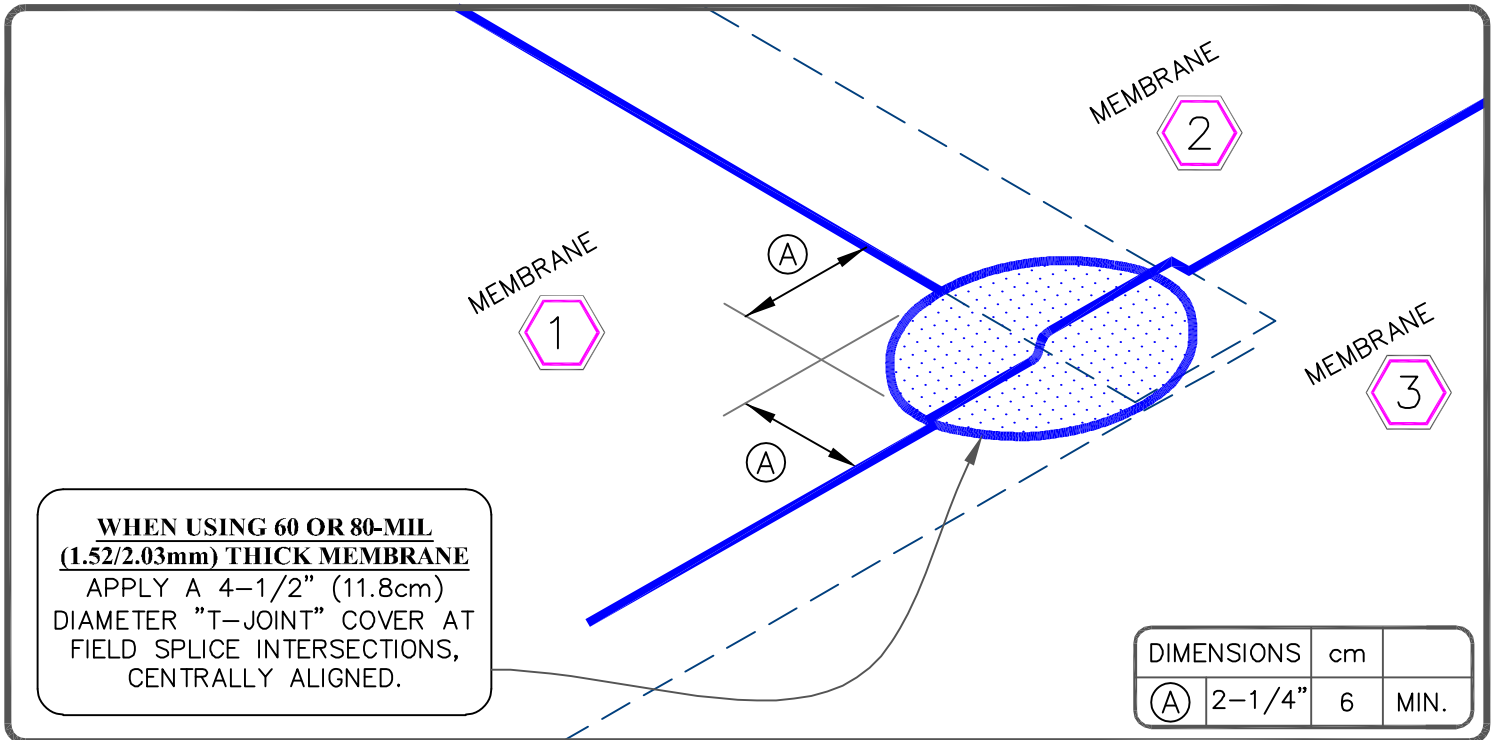 MEMBRANE
2
MEMBRANE
1
A
MEMBRANE
3
A
WHEN USING 60 OR 80-MIL
(1.52/2.03mm) THICK MEMBRANE
APPLY A 4-1/2" (11.8cm)
DIAMETER "T-JOINT" COVER AT
FIELD SPLICE INTERSECTIONS,
CENTRALLY ALIGNED.
DIMENSIONS cm
A 2-1/4" 6 MIN.